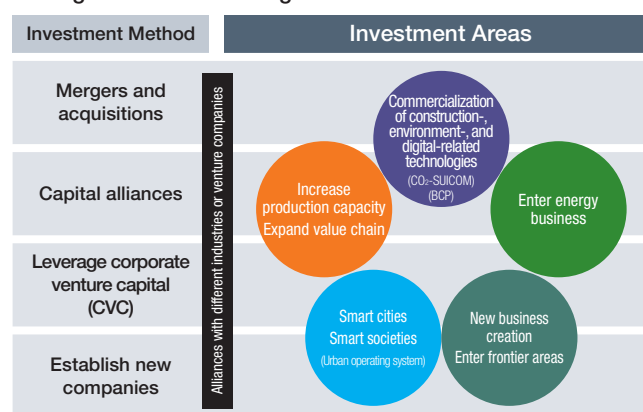 Investment Method
Investment Areas
Mergers and
acquisitions
Capital alliances
Leverage corporate
venture capital
(CVC)
Establish new
companies
Alliances with different industries or venture companies
Commercialization
of construction-,
environment-, and
digital-related
technologies
(CO₂-SUICOM)
(BCP)
Increase
production capacity
Expand value chain
Enter energy
business
Smart cities
Smart societies
(Urban operating system)
New business
creation
Enter frontier areas